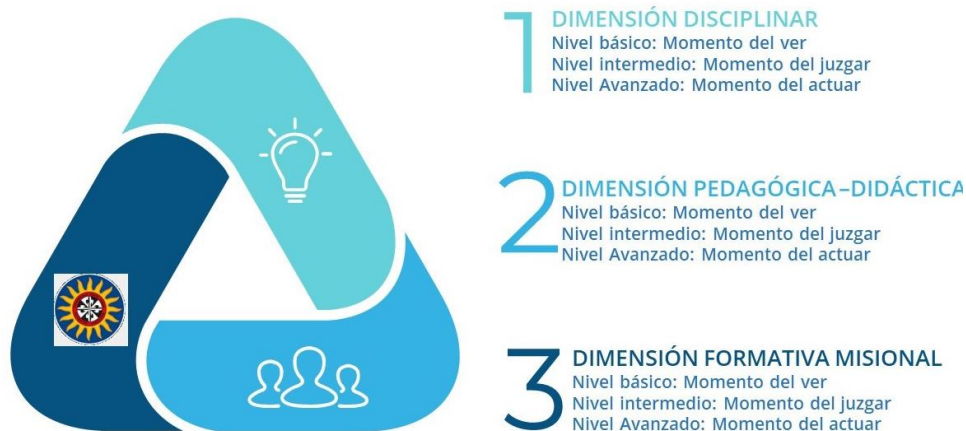 1
DIMENSIÓN DISCIPLINAR
Nivel básico: Momento del ver
Nivel intermedio: Momento del juzgar
Nivel Avanzado: Momento del actuar
2
DIMENSIÓN PEDAGÓGICA–DIDÁCTICA
Nivel básico: Momento del ver
Nivel intermedio: Momento del juzgar
Nivel Avanzado: Momento del actuar
3
DIMENSIÓN FORMATIVA MISIONAL
Nivel básico: Momento del ver
Nivel intermedio: Momento del juzgar
Nivel Avanzado: Momento del actuar